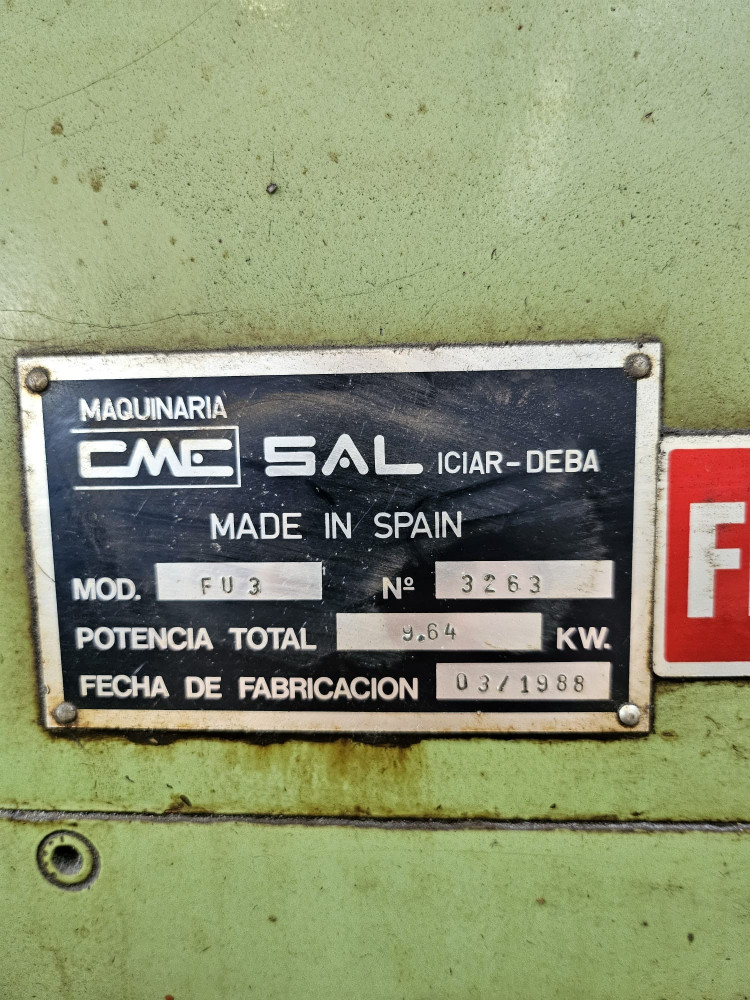 MAQUINARIA
CME SAL ICIAR-DEBA
MADE IN SPAIN
MOD. FU3 Nº 3263
POTENCIA TOTAL 9.64 KW.
FECHA DE FABRICACION 03/1988